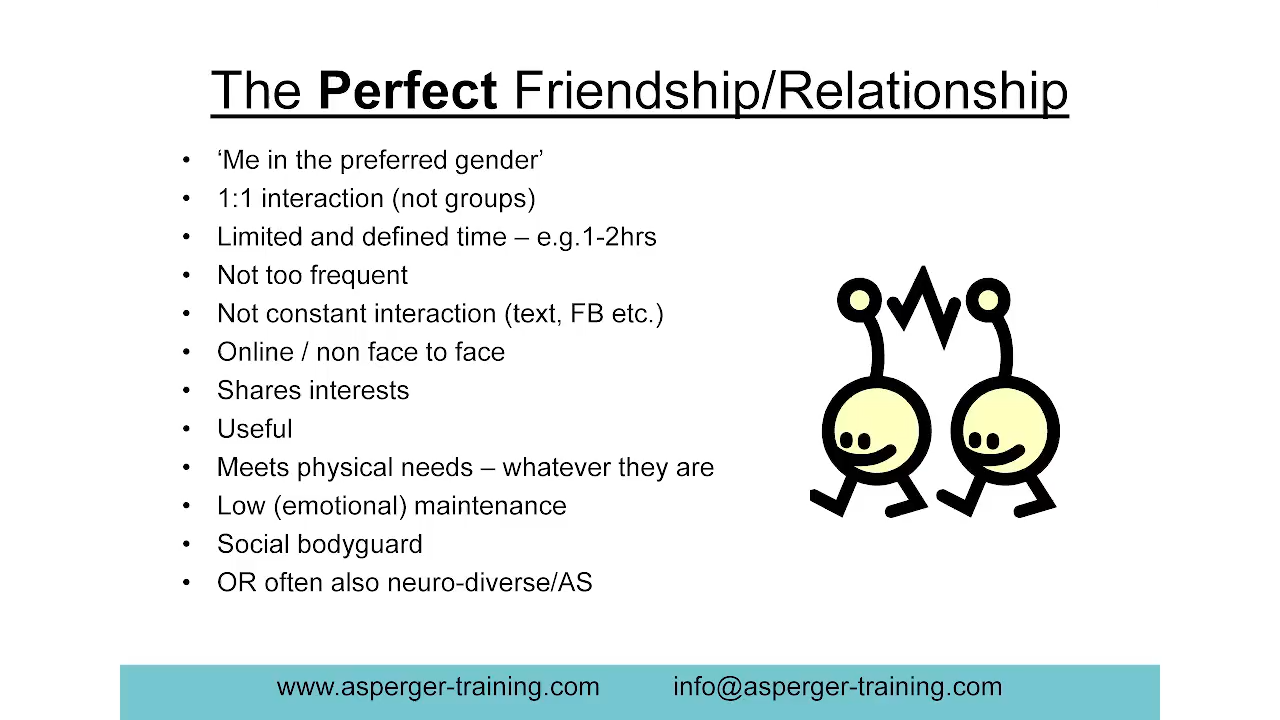 The Perfect Friendship/Relationship
• ‘Me in the preferred gender’
• 1:1 interaction (not groups)
• Limited and defined time – e.g.1-2hrs
• Not too frequent
• Not constant interaction (text, FB etc.)
• Online / non face to face
• Shares interests
• Useful
• Meets physical needs – whatever they are
• Low (emotional) maintenance
• Social bodyguard
• OR often also neuro-diverse/AS
www.asperger-training.com info@asperger-training.com